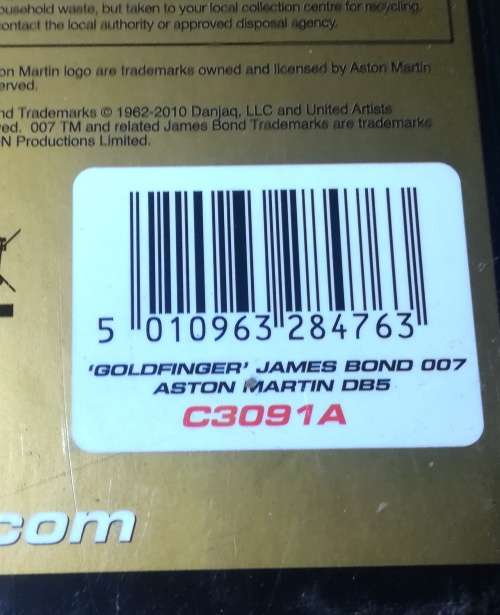 ousehold waste, but taken to your local collection centre for recycling.
contact the local authority or approved disposal agency.
on Martin logo are trademarks owned and licensed by Aston Martin
erved.
nd Trademarks © 1962-2010 Danjaq, LLC and United Artists
ved. 007 TM and related James Bond Trademarks are trademarks
N Productions Limited.
5 010963 284763
'GOLDFINGER' JAMES BOND 007
ASTON MARTIN DB5
C3091A
.com